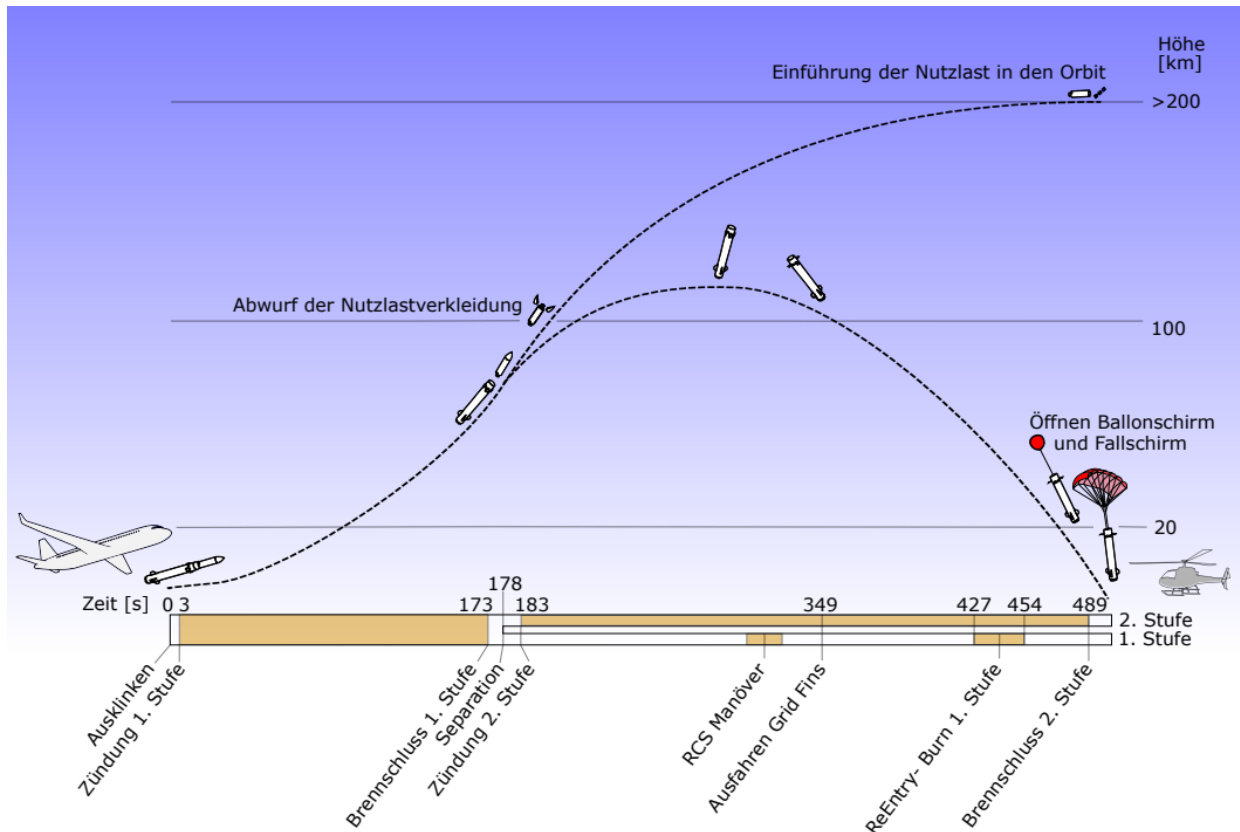 Höhe
[km]
Einführung der Nutzlast in den Orbit
>200
Abwurf der Nutzlastverkleidung
100
Öffnen Ballonschirm
und Fallschirm
20
178
Zeit [s] 0 3 173 183 349 427 454 489
2. Stufe
1. Stufe
Ausklinken
Zündung 1. Stufe
Brennschluss 1. Stufe
Separation
Zündung 2. Stufe
RCS Manöver
Ausfahren Grid Fins
ReEntry- Burn 1. Stufe
Brennschluss 2. Stufe